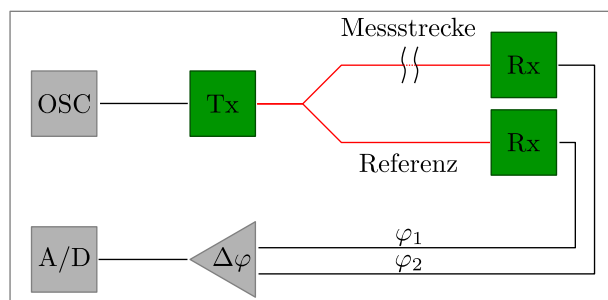 Messstrecke
OSC
Tx
Rx
Rx
Referenz
A/D
Δφ
φ₁
φ₂